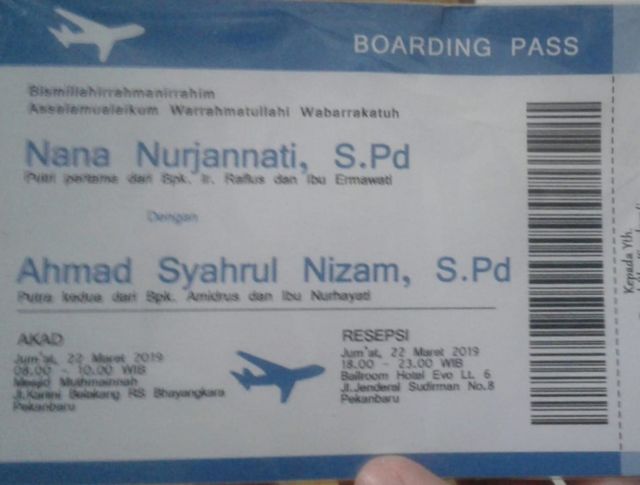 BOARDING PASS
Bismillahirrahmanirrahim
Assalamualaikum Warrahmatullahi Wabarrakatuh
Nana Nurjannati, S.Pd
Putri pertama dari Bpk. Ir. Raflus dan Ibu Ermawati
Dengan
Ahmad Syahrul Nizam, S.Pd
Putra kedua dari Bpk. Amidrus dan Ibu Nurhayati
AKAD
Jum'at, 22 Maret 2019
08.00 - 10.00 WIB
Mesjid Muthmainnah
Jl.Kartini Belakang RS Bhayangkara
Pekanbaru
RESEPSI
Jum'at, 22 Maret 2019
18.00 - 23.00 WIB
Ballroom Hotel Evo Lt. 6
Jl.Jenderal Sudirman No.8
Pekanbaru
Kepada Yth.